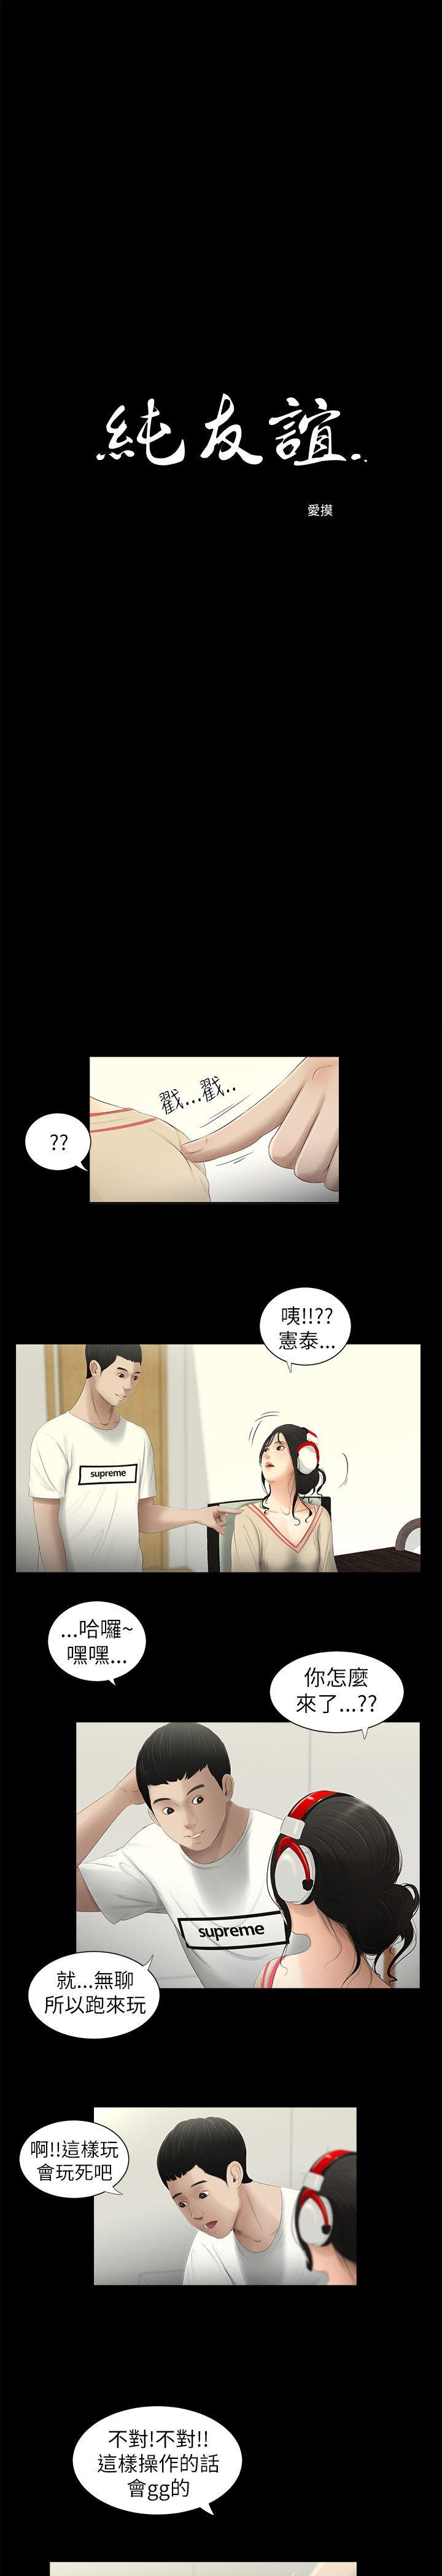 純友誼..
愛摸
戳...戳..
??
咦!!??
憲泰...
supreme
...哈囉~
嘿嘿...
你怎麼
來了...??
supreme
就...無聊
所以跑來玩
啊!!這樣玩
會玩死吧
不對!不對!!
這樣操作的話
會gg的